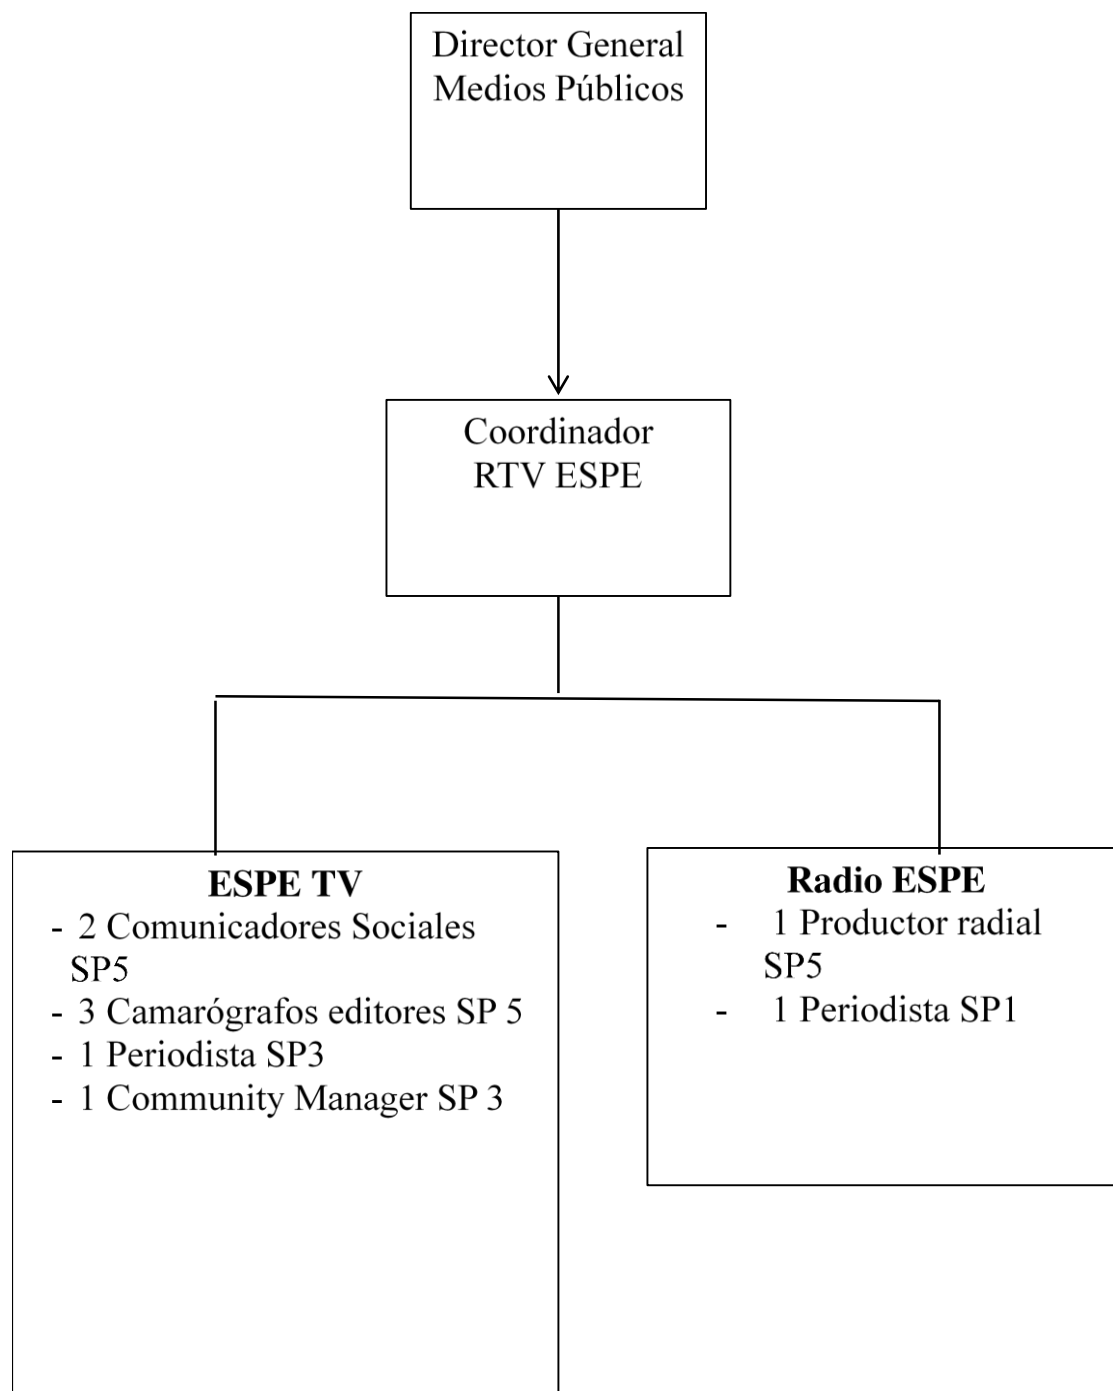 Director General
Medios Públicos
Coordinador
RTV ESPE
ESPE TV
- 2 Comunicadores Sociales
SP5
- 3 Camarógrafos editores SP 5
- 1 Periodista SP3
- 1 Community Manager SP 3
Radio ESPE
- 1 Productor radial
SP5
- 1 Periodista SP1